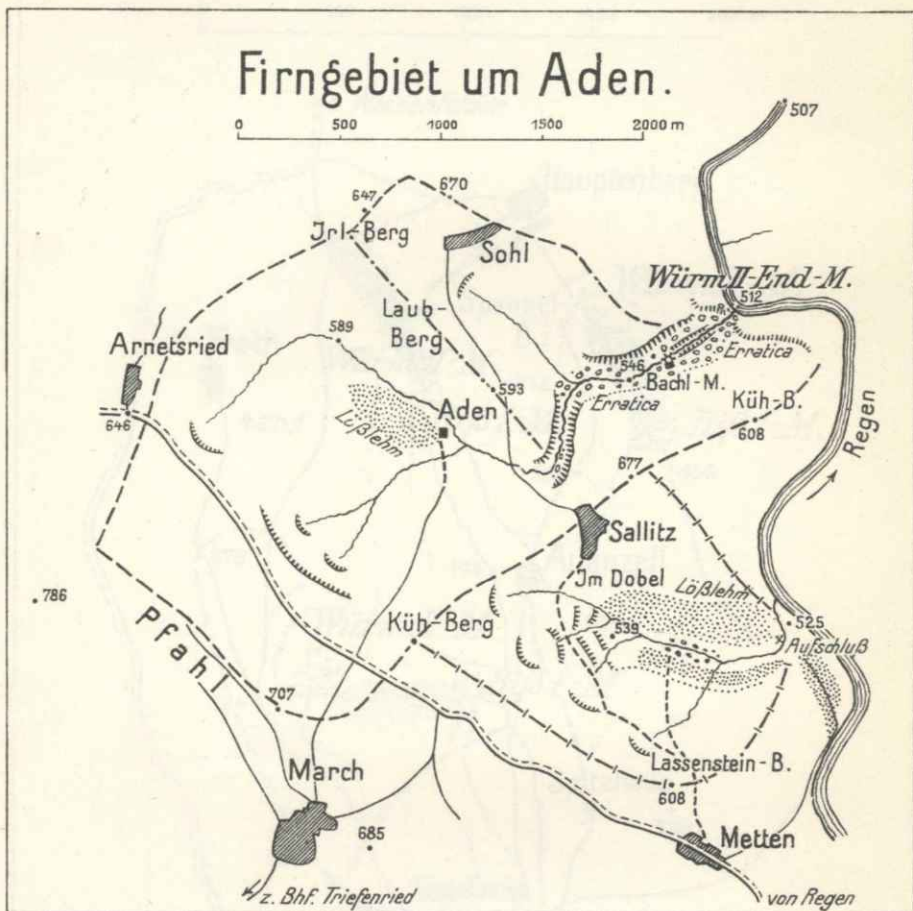 Firngebiet um Aden.
0 500 1000 1500 2000 m
507
670
647
Jrl-Berg
Sohl
Würm II-End-M.
512
Laub-
Berg
589
Arnetsried
546
Erratica
Bachl-M.
593
Erratica
Küh-B.
Aden
646
608
Lößlehm
Regen
677
Sallitz
Jm Dobel
Lößlehm
786
Pfahl
Küh-Berg
539
525
Aufschluß
707
March
Lassenstein-B.
608
685
Metten
z. Bhf. Triefenried
von Regen